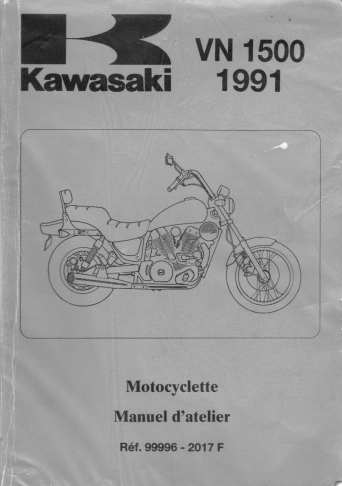 VN 1500
Kawasaki 1991
Motocyclette
Manuel d'atelier
Réf. 99996 - 2017 F